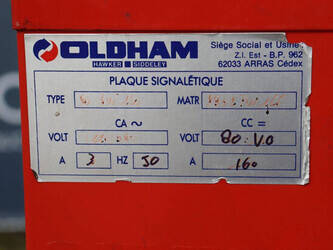 OLDHAM
HAWKER SIDDELEY
Siège Social et Usine:
Z.I. Est - B.P. 962
62033 ARRAS Cédex
PLAQUE SIGNALÉTIQUE
TYPE MATR
CA ~ CC =
VOLT VOLT 80 V.0
A 3 HZ 50 A 160